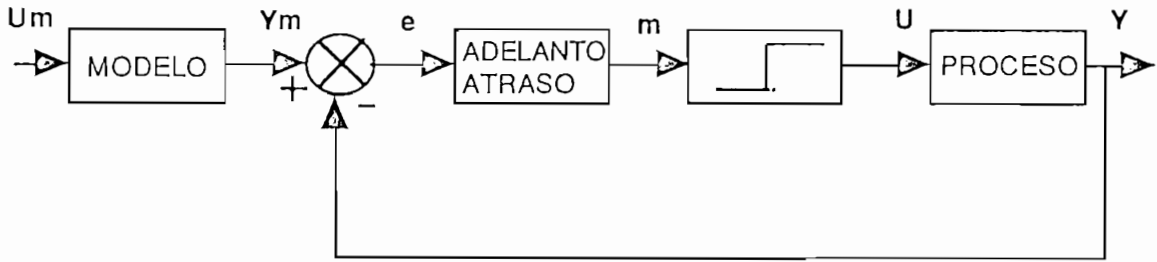 Um
Ym
e
m
U
Y
MODELO
ADELANTO
ATRASO
PROCESO
+
-